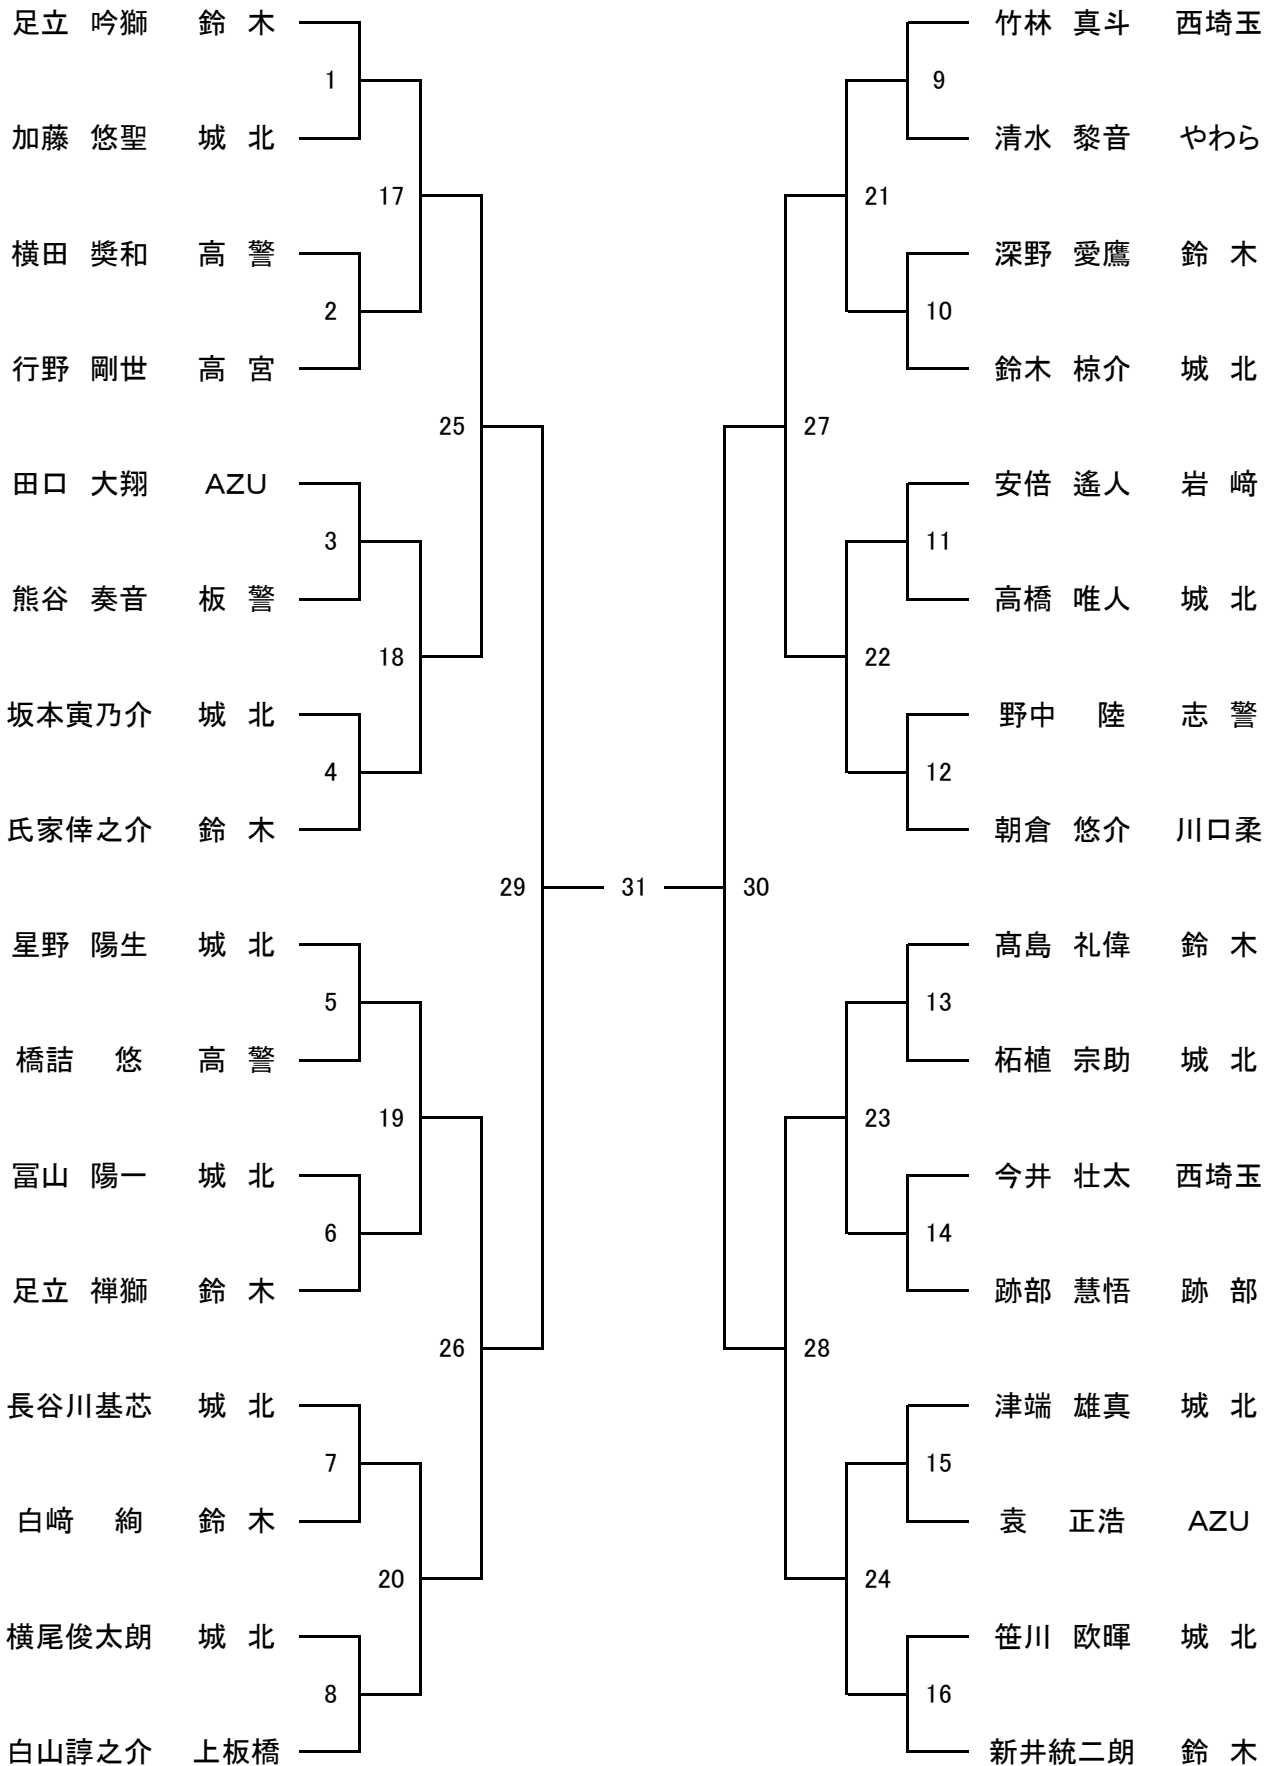 足立 吟獅 鈴 木
1
加藤 悠聖 城 北
17
横田 奬和 高 警
2
行野 剛世 高 宮
25
田口 大翔 AZU
3
熊谷 奏音 板 警
18
坂本寅乃介 城 北
4
氏家倖之介 鈴 木
29
星野 陽生 城 北
5
橋詰 悠 高 警
19
冨山 陽一 城 北
6
足立 禅獅 鈴 木
26
長谷川基芯 城 北
7
白﨑 絢 鈴 木
20
横尾俊太朗 城 北
8
白山諄之介 上板橋
31
竹林 真斗 西埼玉
9
清水 黎音 やわら
21
深野 愛鷹 鈴 木
10
鈴木 椋介 城 北
27
安倍 遙人 岩 﨑
11
高橋 唯人 城 北
22
野中 陸 志 警
12
朝倉 悠介 川口柔
30
髙島 礼偉 鈴 木
13
柘植 宗助 城 北
23
今井 壮太 西埼玉
14
跡部 慧悟 跡 部
28
津端 雄真 城 北
15
袁 正浩 AZU
24
笹川 欧暉 城 北
16
新井統二朗 鈴 木